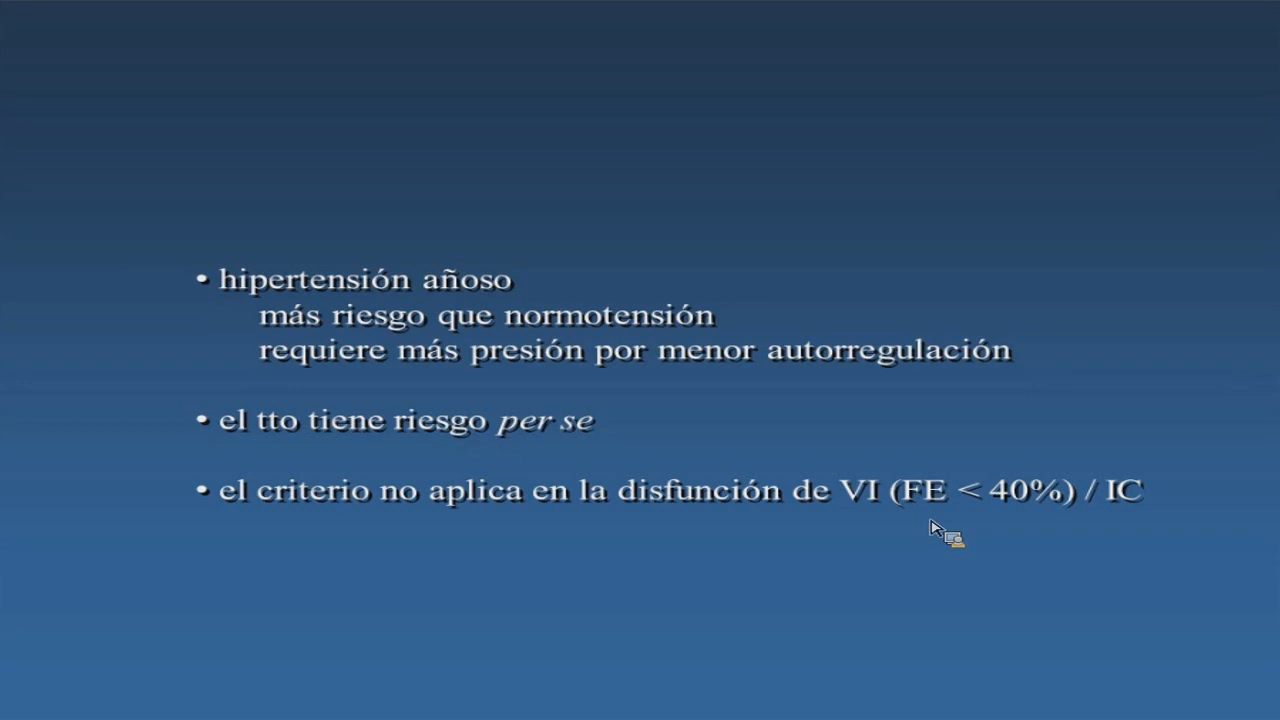 • hipertensión añoso
más riesgo que normotensión
requiere más presión por menor autorregulación
• el tto tiene riesgo per se
• el criterio no aplica en la disfunción de VI (FE < 40%) / IC